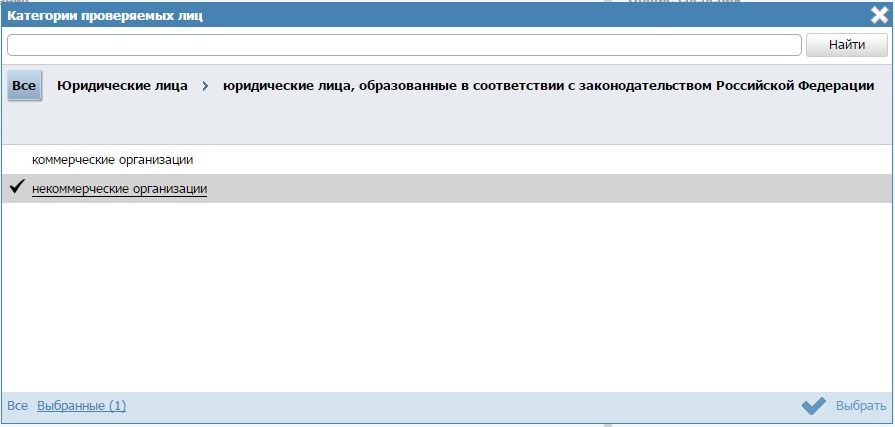 Категории проверяемых лиц
Найти
Все Юридические лица › юридические лица, образованные в соответствии с законодательством Российской Федерации
коммерческие организации
некоммерческие организации
Все Выбранные (1) Выбрать